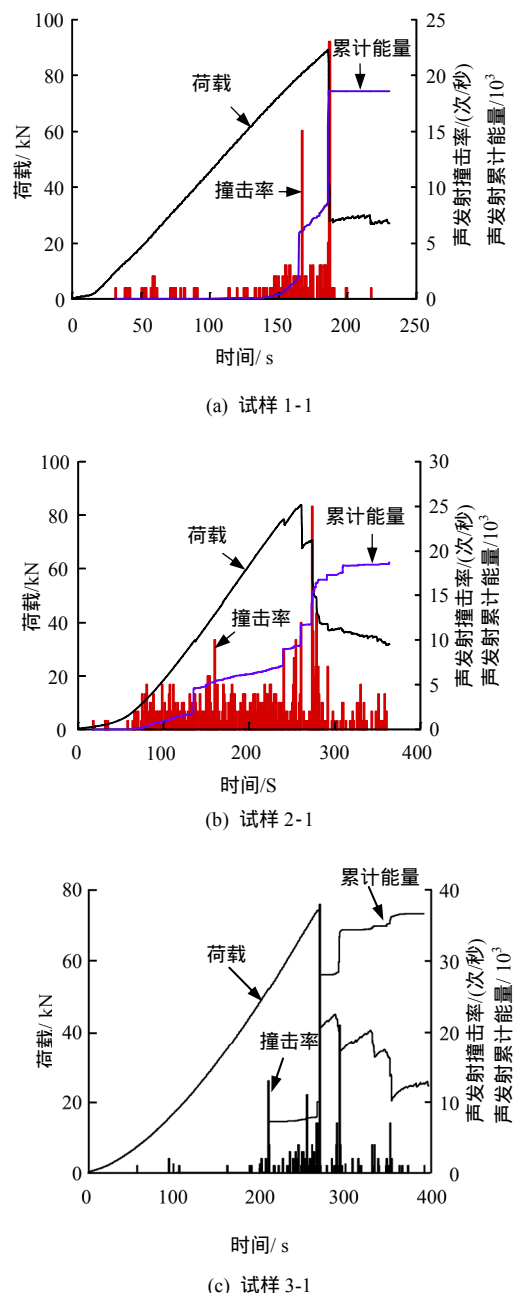 100
80
60
40
20
0
荷载/ kN
25
20
15
10
5
0
声发射撞击率/(次/秒)
声发射累计能量/10³
荷载
撞击率
累计能量
0 50 100 150 200 250
时间/ s
(a) 试样 1-1
100
80
60
40
20
0
荷载/kN
30
25
20
15
10
5
0
声发射撞击率/(次/秒)
声发射累计能量/10³
荷载
撞击率
累计能量
0 100 200 300 400
时间/S
(b) 试样 2-1
80
60
40
20
0
荷载/ kN
40
30
20
10
0
声发射撞击率/(次/秒)
声发射累计能量/ 10³
累计能量
荷载
撞击率
0 100 200 300 400
时间/ s
(c) 试样 3-1